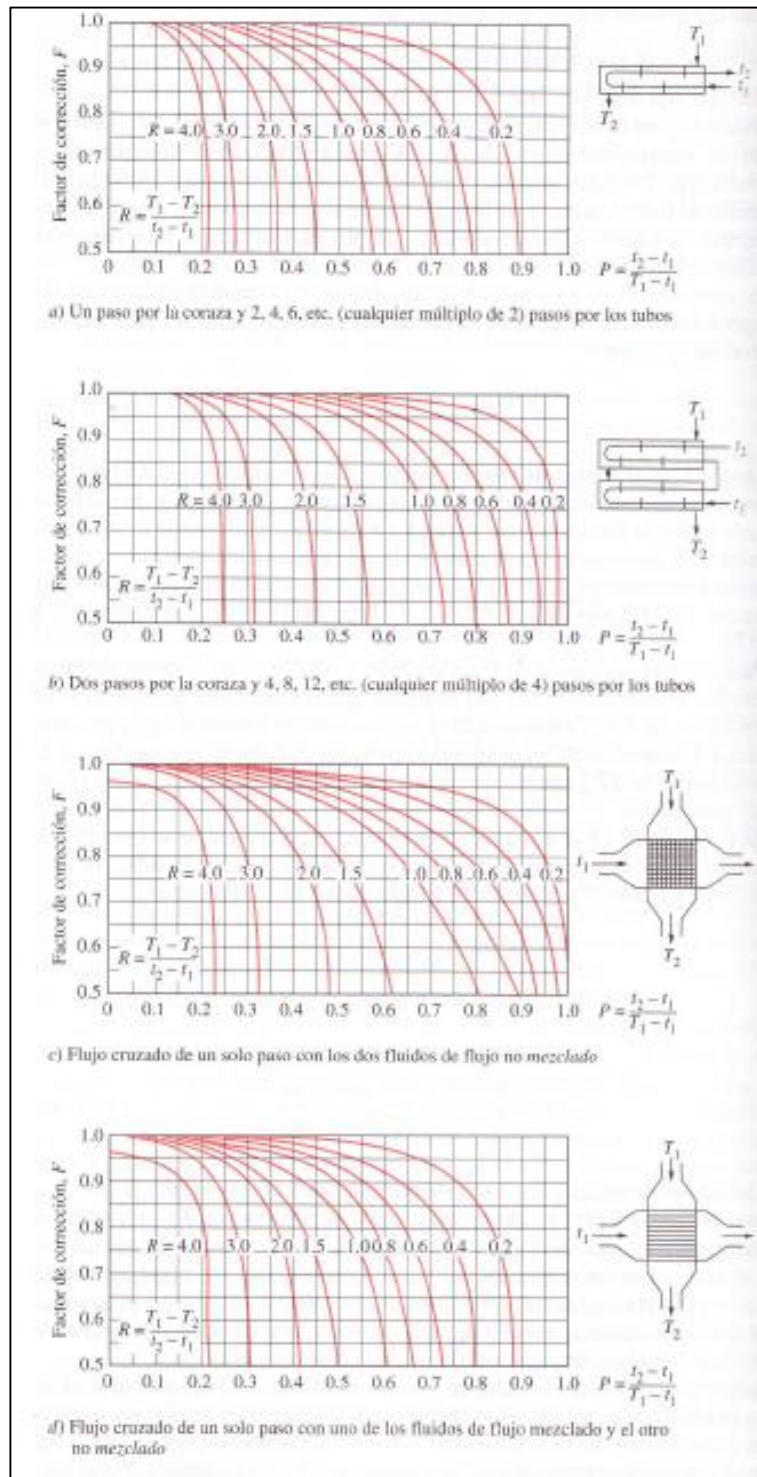 Factor de corrección, F
1.0
0.9
0.8
0.7
0.6
0.5
R = 4.0 3.0 2.0 1.5 1.0 0.8 0.6 0.4 0.2
R = T1 − T2 / t2 − t1
0 0.1 0.2 0.3 0.4 0.5 0.6 0.7 0.8 0.9 1.0
P = t2 − t1 / T1 − t1
T1
t2
T2
a) Un paso por la coraza y 2, 4, 6, etc. (cualquier múltiplo de 2) pasos por los tubos
Factor de corrección, F
1.0
0.9
0.8
0.7
0.6
0.5
R = 4.0 3.0 2.0 1.5 1.0 0.8 0.6 0.4 0.2
R = T1 − T2 / t2 − t1
0 0.1 0.2 0.3 0.4 0.5 0.6 0.7 0.8 0.9 1.0
P = t2 − t1 / T1 − t1
T1
t2
t1
T2
b) Dos pasos por la coraza y 4, 8, 12, etc. (cualquier múltiplo de 4) pasos por los tubos
Factor de corrección, F
1.0
0.9
0.8
0.7
0.6
0.5
R = 4.0 3.0 2.0 1.5 1.0 0.8 0.6 0.4 0.2
R = T1 − T2 / t2 − t1
0 0.1 0.2 0.3 0.4 0.5 0.6 0.7 0.8 0.9 1.0
P = t2 − t1 / T1 − t1
T1
t1
T2
c) Flujo cruzado de un solo paso con los dos fluidos de flujo no mezclado
Factor de corrección, F
1.0
0.9
0.8
0.7
0.6
0.5
R = 4.0 3.0 2.0 1.5 1.0 0.8 0.6 0.4 0.2
R = T1 − T2 / t2 − t1
0 0.1 0.2 0.3 0.4 0.5 0.6 0.7 0.8 0.9 1.0
P = t2 − t1 / T1 − t1
T1
t1
T2
d) Flujo cruzado de un solo paso con uno de los fluidos de flujo mezclado y el otro
no mezclado